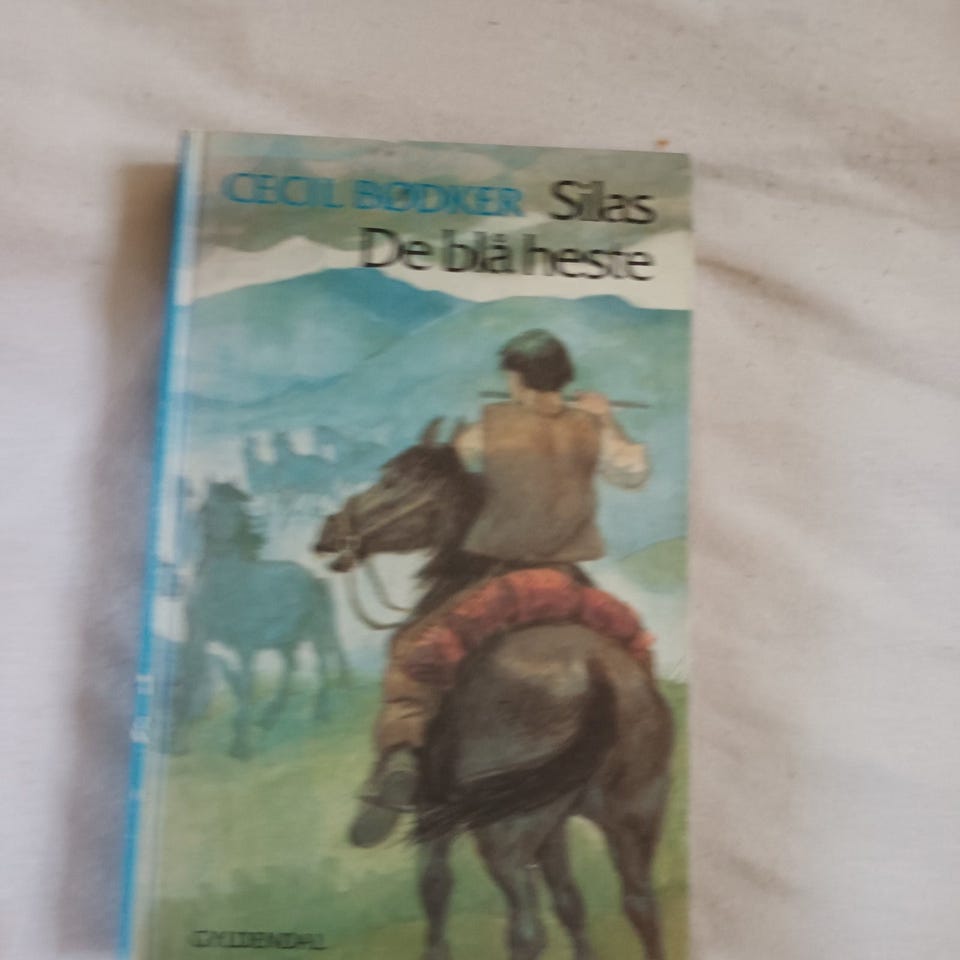 CECIL BØDKER Silas
De blå heste
GYLDENDAL